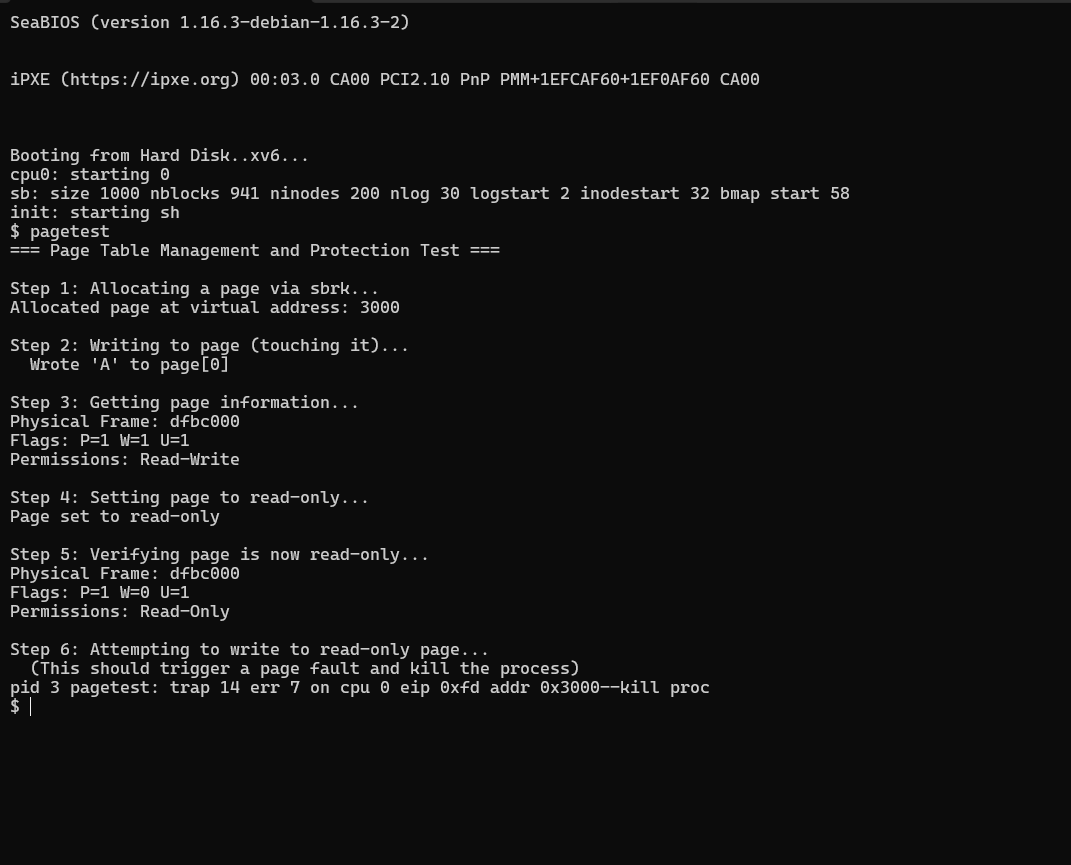 SeaBIOS (version 1.16.3-debian-1.16.3-2)
iPXE (https://ipxe.org) 00:03.0 CA00 PCI2.10 PnP PMM+1EFCAF60+1EF0AF60 CA00
Booting from Hard Disk..xv6...
cpu0: starting 0
sb: size 1000 nblocks 941 ninodes 200 nlog 30 logstart 2 inodestart 32 bmap start 58
init: starting sh
$ pagetest
=== Page Table Management and Protection Test ===
Step 1: Allocating a page via sbrk...
Allocated page at virtual address: 3000
Step 2: Writing to page (touching it)...
  Wrote 'A' to page[0]
Step 3: Getting page information...
Physical Frame: dfbc000
Flags: P=1 W=1 U=1
Permissions: Read-Write
Step 4: Setting page to read-only...
Page set to read-only
Step 5: Verifying page is now read-only...
Physical Frame: dfbc000
Flags: P=1 W=0 U=1
Permissions: Read-Only
Step 6: Attempting to write to read-only page...
  (This should trigger a page fault and kill the process)
pid 3 pagetest: trap 14 err 7 on cpu 0 eip 0xfd addr 0x3000--kill proc
$